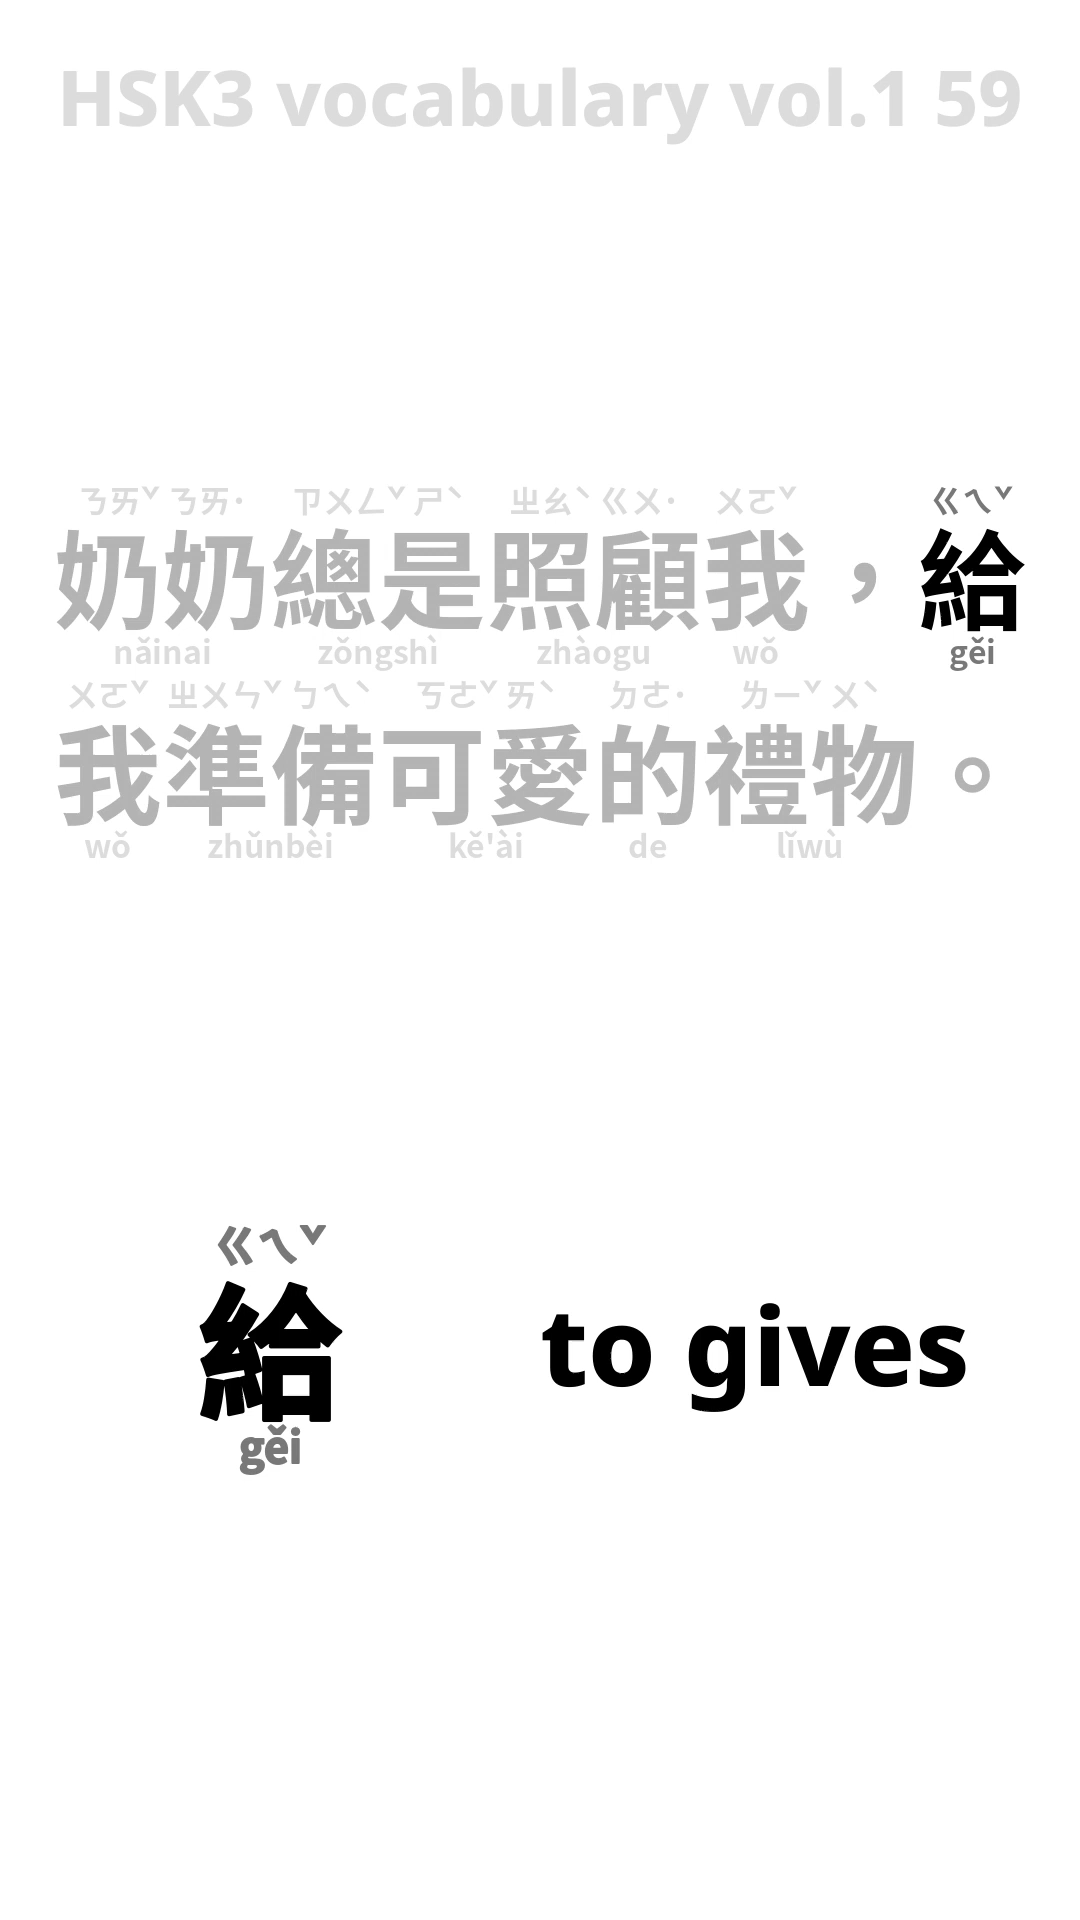 HSK3 vocabulary vol.1 59
ㄋㄞˇ ㄋㄞ˙ ㄗㄨㄥˇ ㄕˋ ㄓㄠˋ ㄍㄨ˙ ㄨㄛˇ ㄍㄟˇ
奶奶總是照顧我，給
nǎinai zǒngshì zhàogu wǒ gěi
ㄨㄛˇ ㄓㄨㄣˇ ㄅㄟˋ ㄎㄜˇ ㄞˋ ㄉㄜ˙ ㄌㄧˇ ㄨˋ
我準備可愛的禮物。
wǒ zhǔnbèi kě'ài de lǐwù
ㄍㄟˇ
給 to gives
gěi